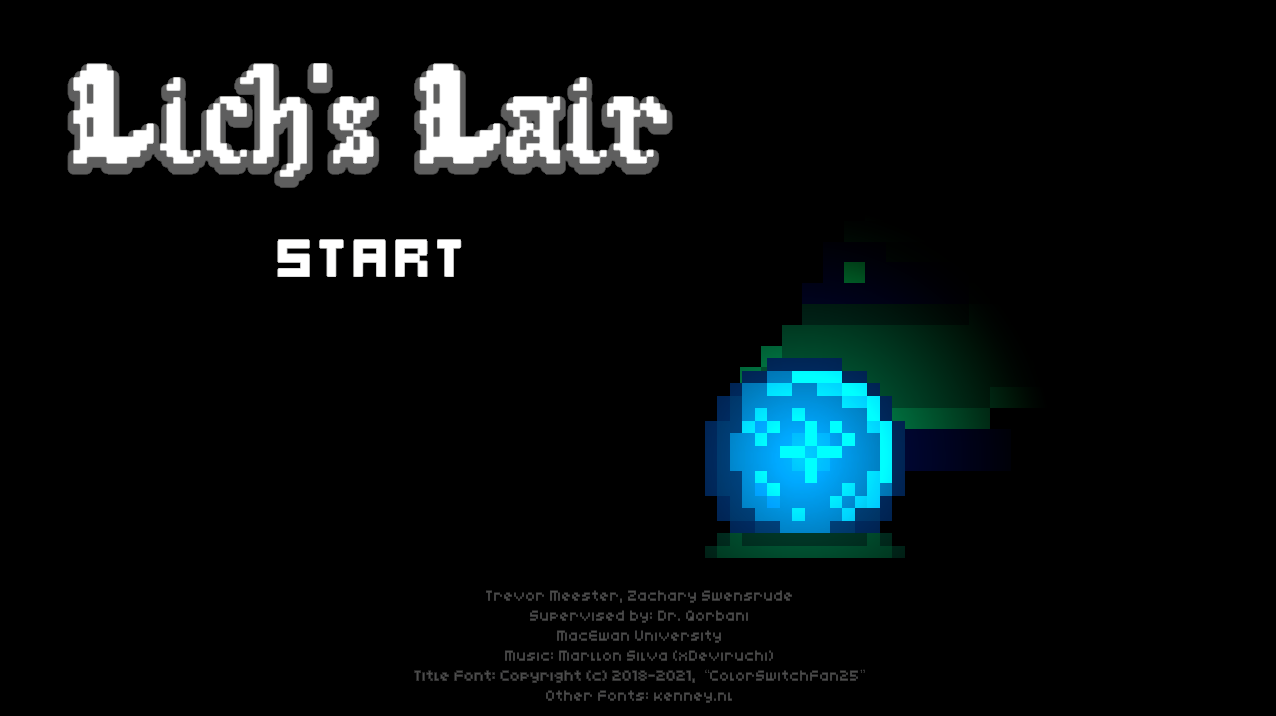 Lich's Lair
START
Trevor Meester, Zachary Swensrude
Supervised by: Dr. Qorbani
MacEwan University
Music: Marllon Silva (xDeviruchi)
Title Font: Copyright (c) 2018-2021, "ColorSwitchFan25"
Other Fonts: kenney.nl